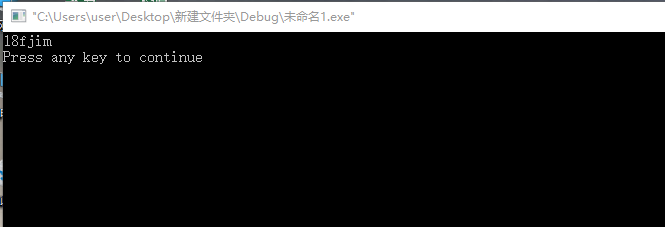 "C:\Users\user\Desktop\新建文件夹\Debug\未命名1.exe"
18fjim
Press any key to continue